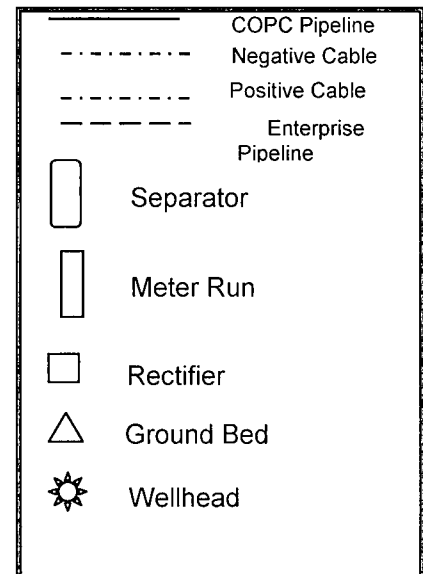 COPC Pipeline
Negative Cable
Positive Cable
Enterprise
Pipeline
Separator
Meter Run
Rectifier
Ground Bed
Wellhead